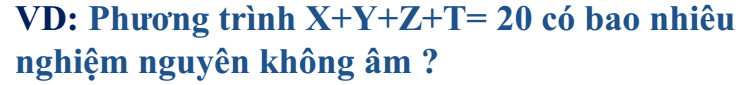 VD: Phương trình X+Y+Z+T= 20 có bao nhiêu
nghiệm nguyên không âm ?